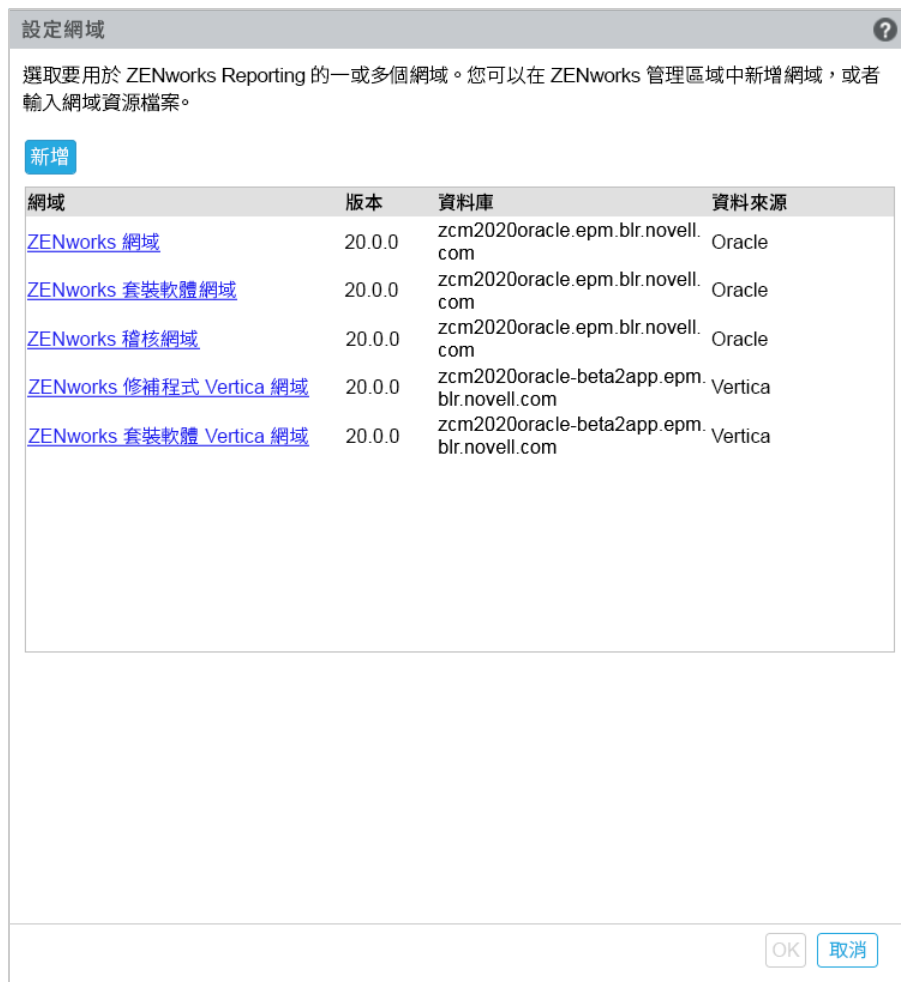 設定網域 ?
選取要用於 ZENworks Reporting 的一或多個網域。您可以在 ZENworks 管理區域中新增網域，或者
輸入網域資源檔案。
新增
網域 版本 資料庫 資料來源
ZENworks 網域 20.0.0 zcm2020oracle.epm.blr.novell.com Oracle
ZENworks 套裝軟體網域 20.0.0 zcm2020oracle.epm.blr.novell.com Oracle
ZENworks 稽核網域 20.0.0 zcm2020oracle.epm.blr.novell.com Oracle
ZENworks 修補程式 Vertica 網域 20.0.0 zcm2020oracle-beta2app.epm.blr.novell.com Vertica
ZENworks 套裝軟體 Vertica 網域 20.0.0 zcm2020oracle-beta2app.epm.blr.novell.com Vertica
OK 取消